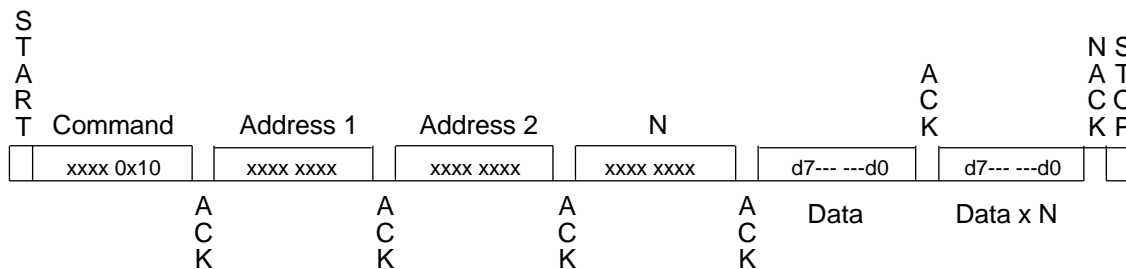 START
Command
Address 1
Address 2
N
ACK
NACK
STOP
xxxx 0x10
xxxx xxxx
xxxx xxxx
xxxx xxxx
d7--- ---d0
d7--- ---d0
ACK
ACK
ACK
ACK
Data
Data x N